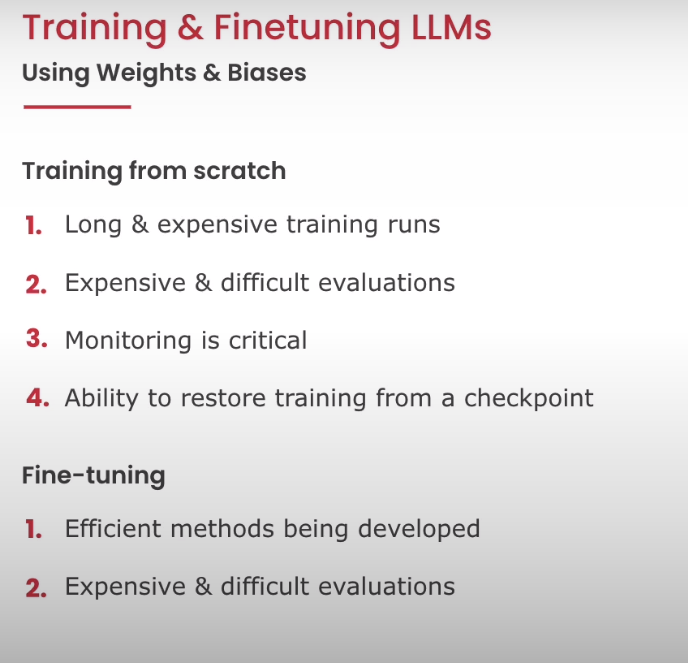 Training & Finetuning LLMs
Using Weights & Biases
Training from scratch
1. Long & expensive training runs
2. Expensive & difficult evaluations
3. Monitoring is critical
4. Ability to restore training from a checkpoint
Fine-tuning
1. Efficient methods being developed
2. Expensive & difficult evaluations